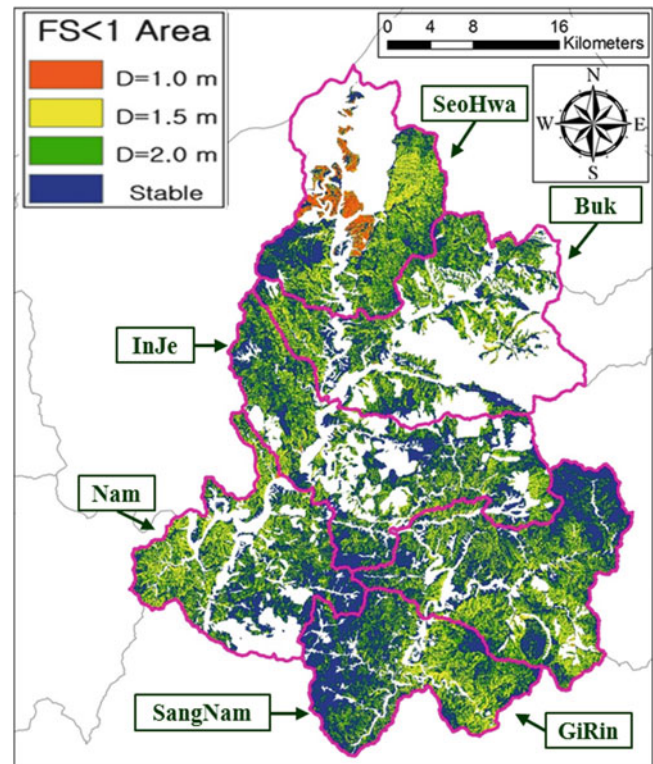 FS<1 Area
D=1.0 m
D=1.5 m
D=2.0 m
Stable
0 4 8 16
Kilometers
N
W E
S
SeoHwa
Buk
InJe
Nam
SangNam
GiRin